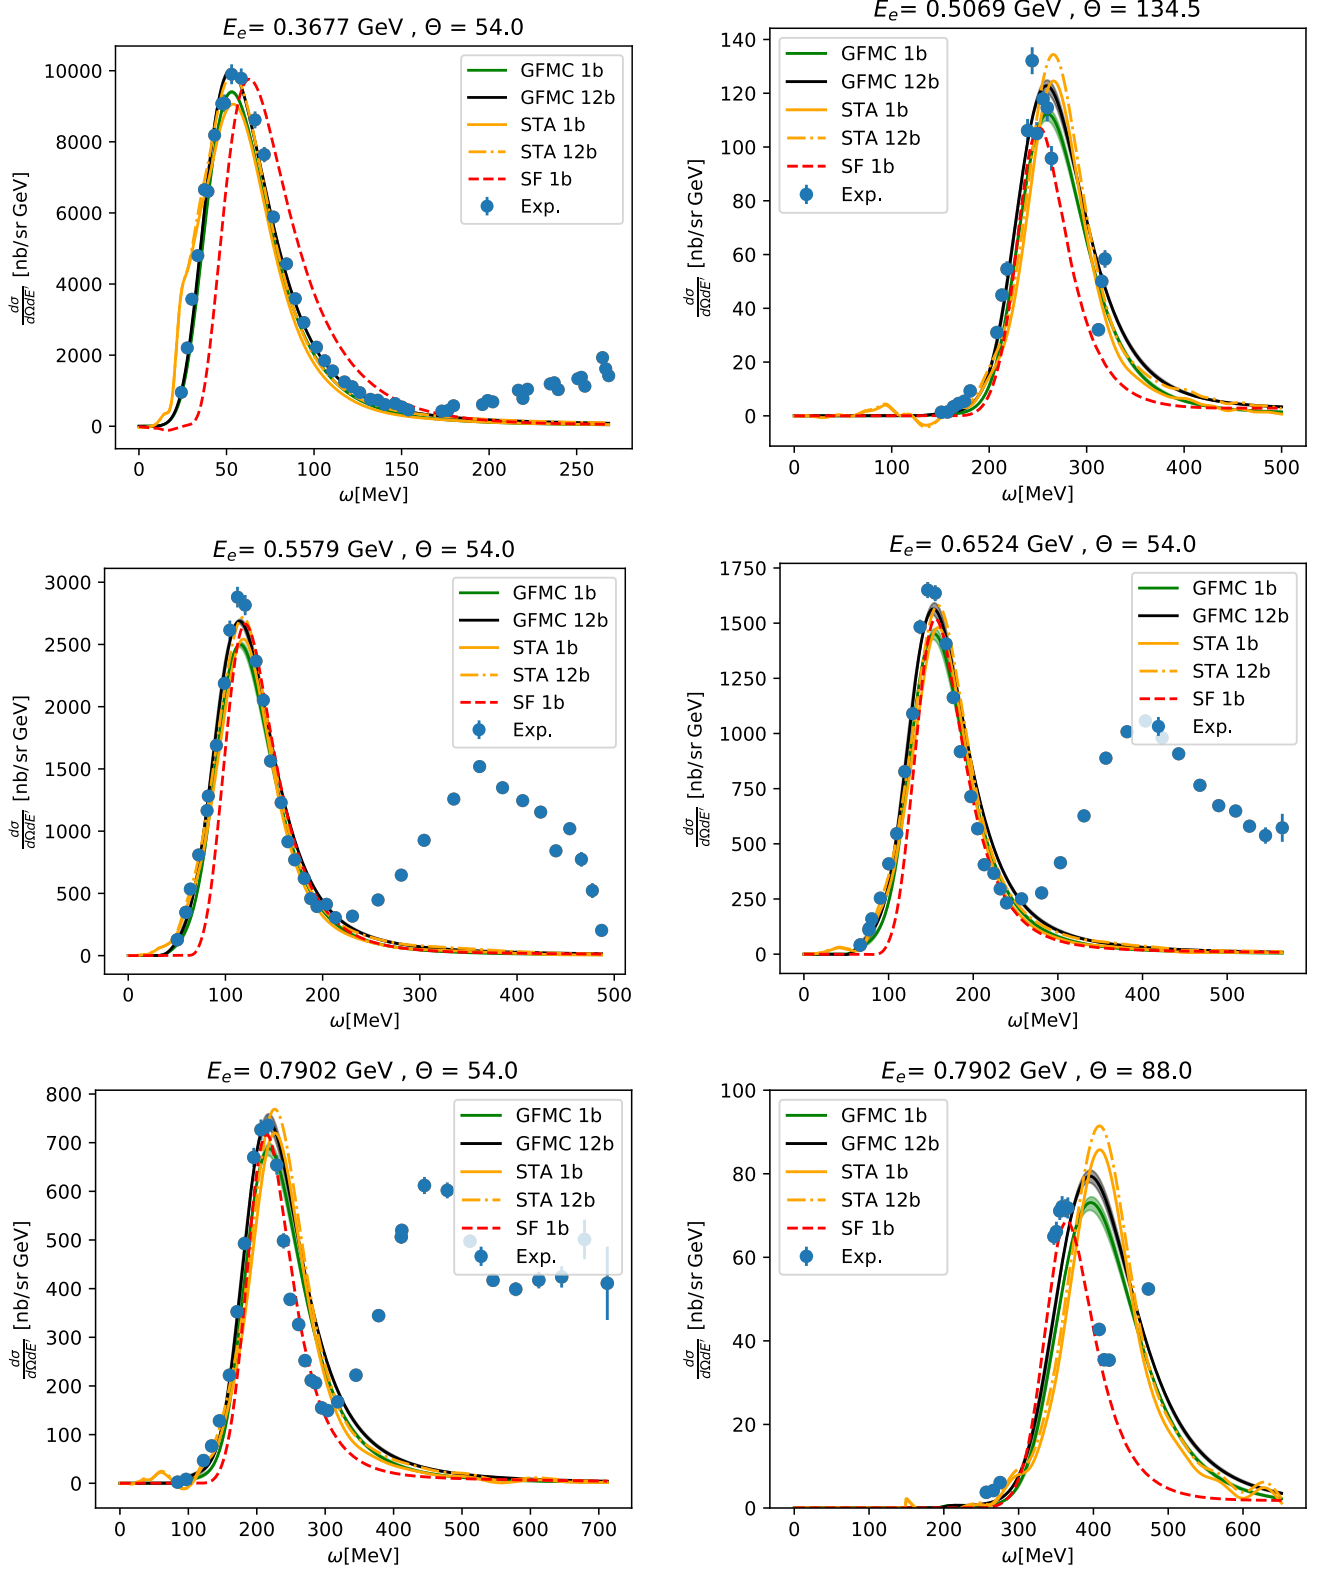 E_e= 0.3677 GeV , Θ = 54.0
dσ/dΩdE′ [nb/sr GeV]
10000
8000
6000
4000
2000
0
GFMC 1b
GFMC 12b
STA 1b
STA 12b
SF 1b
Exp.
0 50 100 150 200 250
ω[MeV]
E_e= 0.5069 GeV , Θ = 134.5
dσ/dΩdE′ [nb/sr GeV]
140
120
100
80
60
40
20
0
GFMC 1b
GFMC 12b
STA 1b
STA 12b
SF 1b
Exp.
0 100 200 300 400 500
ω[MeV]
E_e= 0.5579 GeV , Θ = 54.0
dσ/dΩdE′ [nb/sr GeV]
3000
2500
2000
1500
1000
500
0
GFMC 1b
GFMC 12b
STA 1b
STA 12b
SF 1b
Exp.
0 100 200 300 400 500
ω[MeV]
E_e= 0.6524 GeV , Θ = 54.0
dσ/dΩdE′ [nb/sr GeV]
1750
1500
1250
1000
750
500
250
0
GFMC 1b
GFMC 12b
STA 1b
STA 12b
SF 1b
Exp.
0 100 200 300 400 500
ω[MeV]
E_e= 0.7902 GeV , Θ = 54.0
dσ/dΩdE′ [nb/sr GeV]
800
700
600
500
400
300
200
100
0
GFMC 1b
GFMC 12b
STA 1b
STA 12b
SF 1b
Exp.
0 100 200 300 400 500 600 700
ω[MeV]
E_e= 0.7902 GeV , Θ = 88.0
dσ/dΩdE′ [nb/sr GeV]
100
80
60
40
20
0
GFMC 1b
GFMC 12b
STA 1b
STA 12b
SF 1b
Exp.
0 100 200 300 400 500 600
ω[MeV]